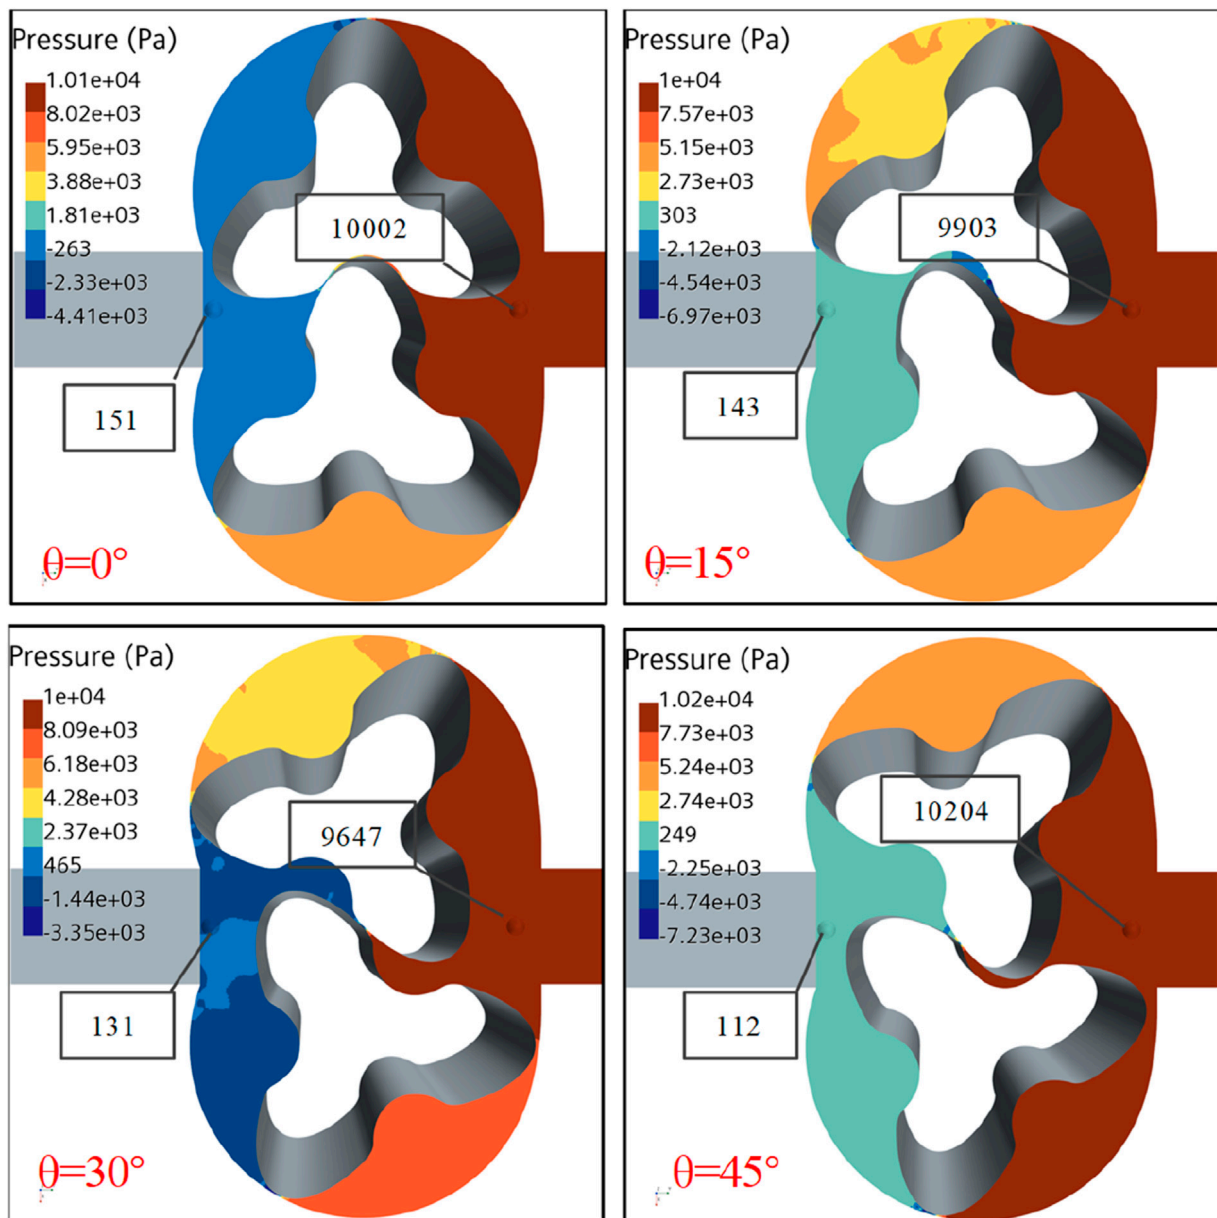 Pressure (Pa)
1.01e+04
8.02e+03
5.95e+03
3.88e+03
1.81e+03
-263
-2.33e+03
-4.41e+03
10002
151
θ=0°
Pressure (Pa)
1e+04
7.57e+03
5.15e+03
2.73e+03
303
-2.12e+03
-4.54e+03
-6.97e+03
9903
143
θ=15°
Pressure (Pa)
1e+04
8.09e+03
6.18e+03
4.28e+03
2.37e+03
465
-1.44e+03
-3.35e+03
9647
131
θ=30°
Pressure (Pa)
1.02e+04
7.73e+03
5.24e+03
2.74e+03
249
-2.25e+03
-4.74e+03
-7.23e+03
10204
112
θ=45°